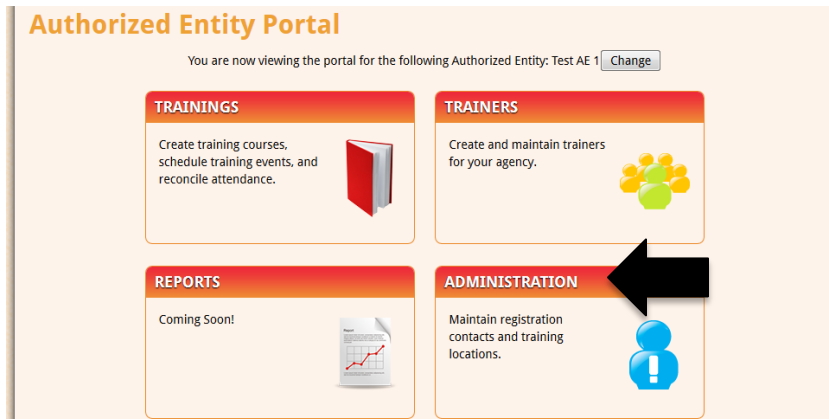 Authorized Entity Portal
You are now viewing the portal for the following Authorized Entity: Test AE 1 Change
TRAININGS
Create training courses,
schedule training events, and
reconcile attendance.
TRAINERS
Create and maintain trainers
for your agency.
REPORTS
Coming Soon!
Report
ADMINISTRATION
Maintain registration
contacts and training
locations.